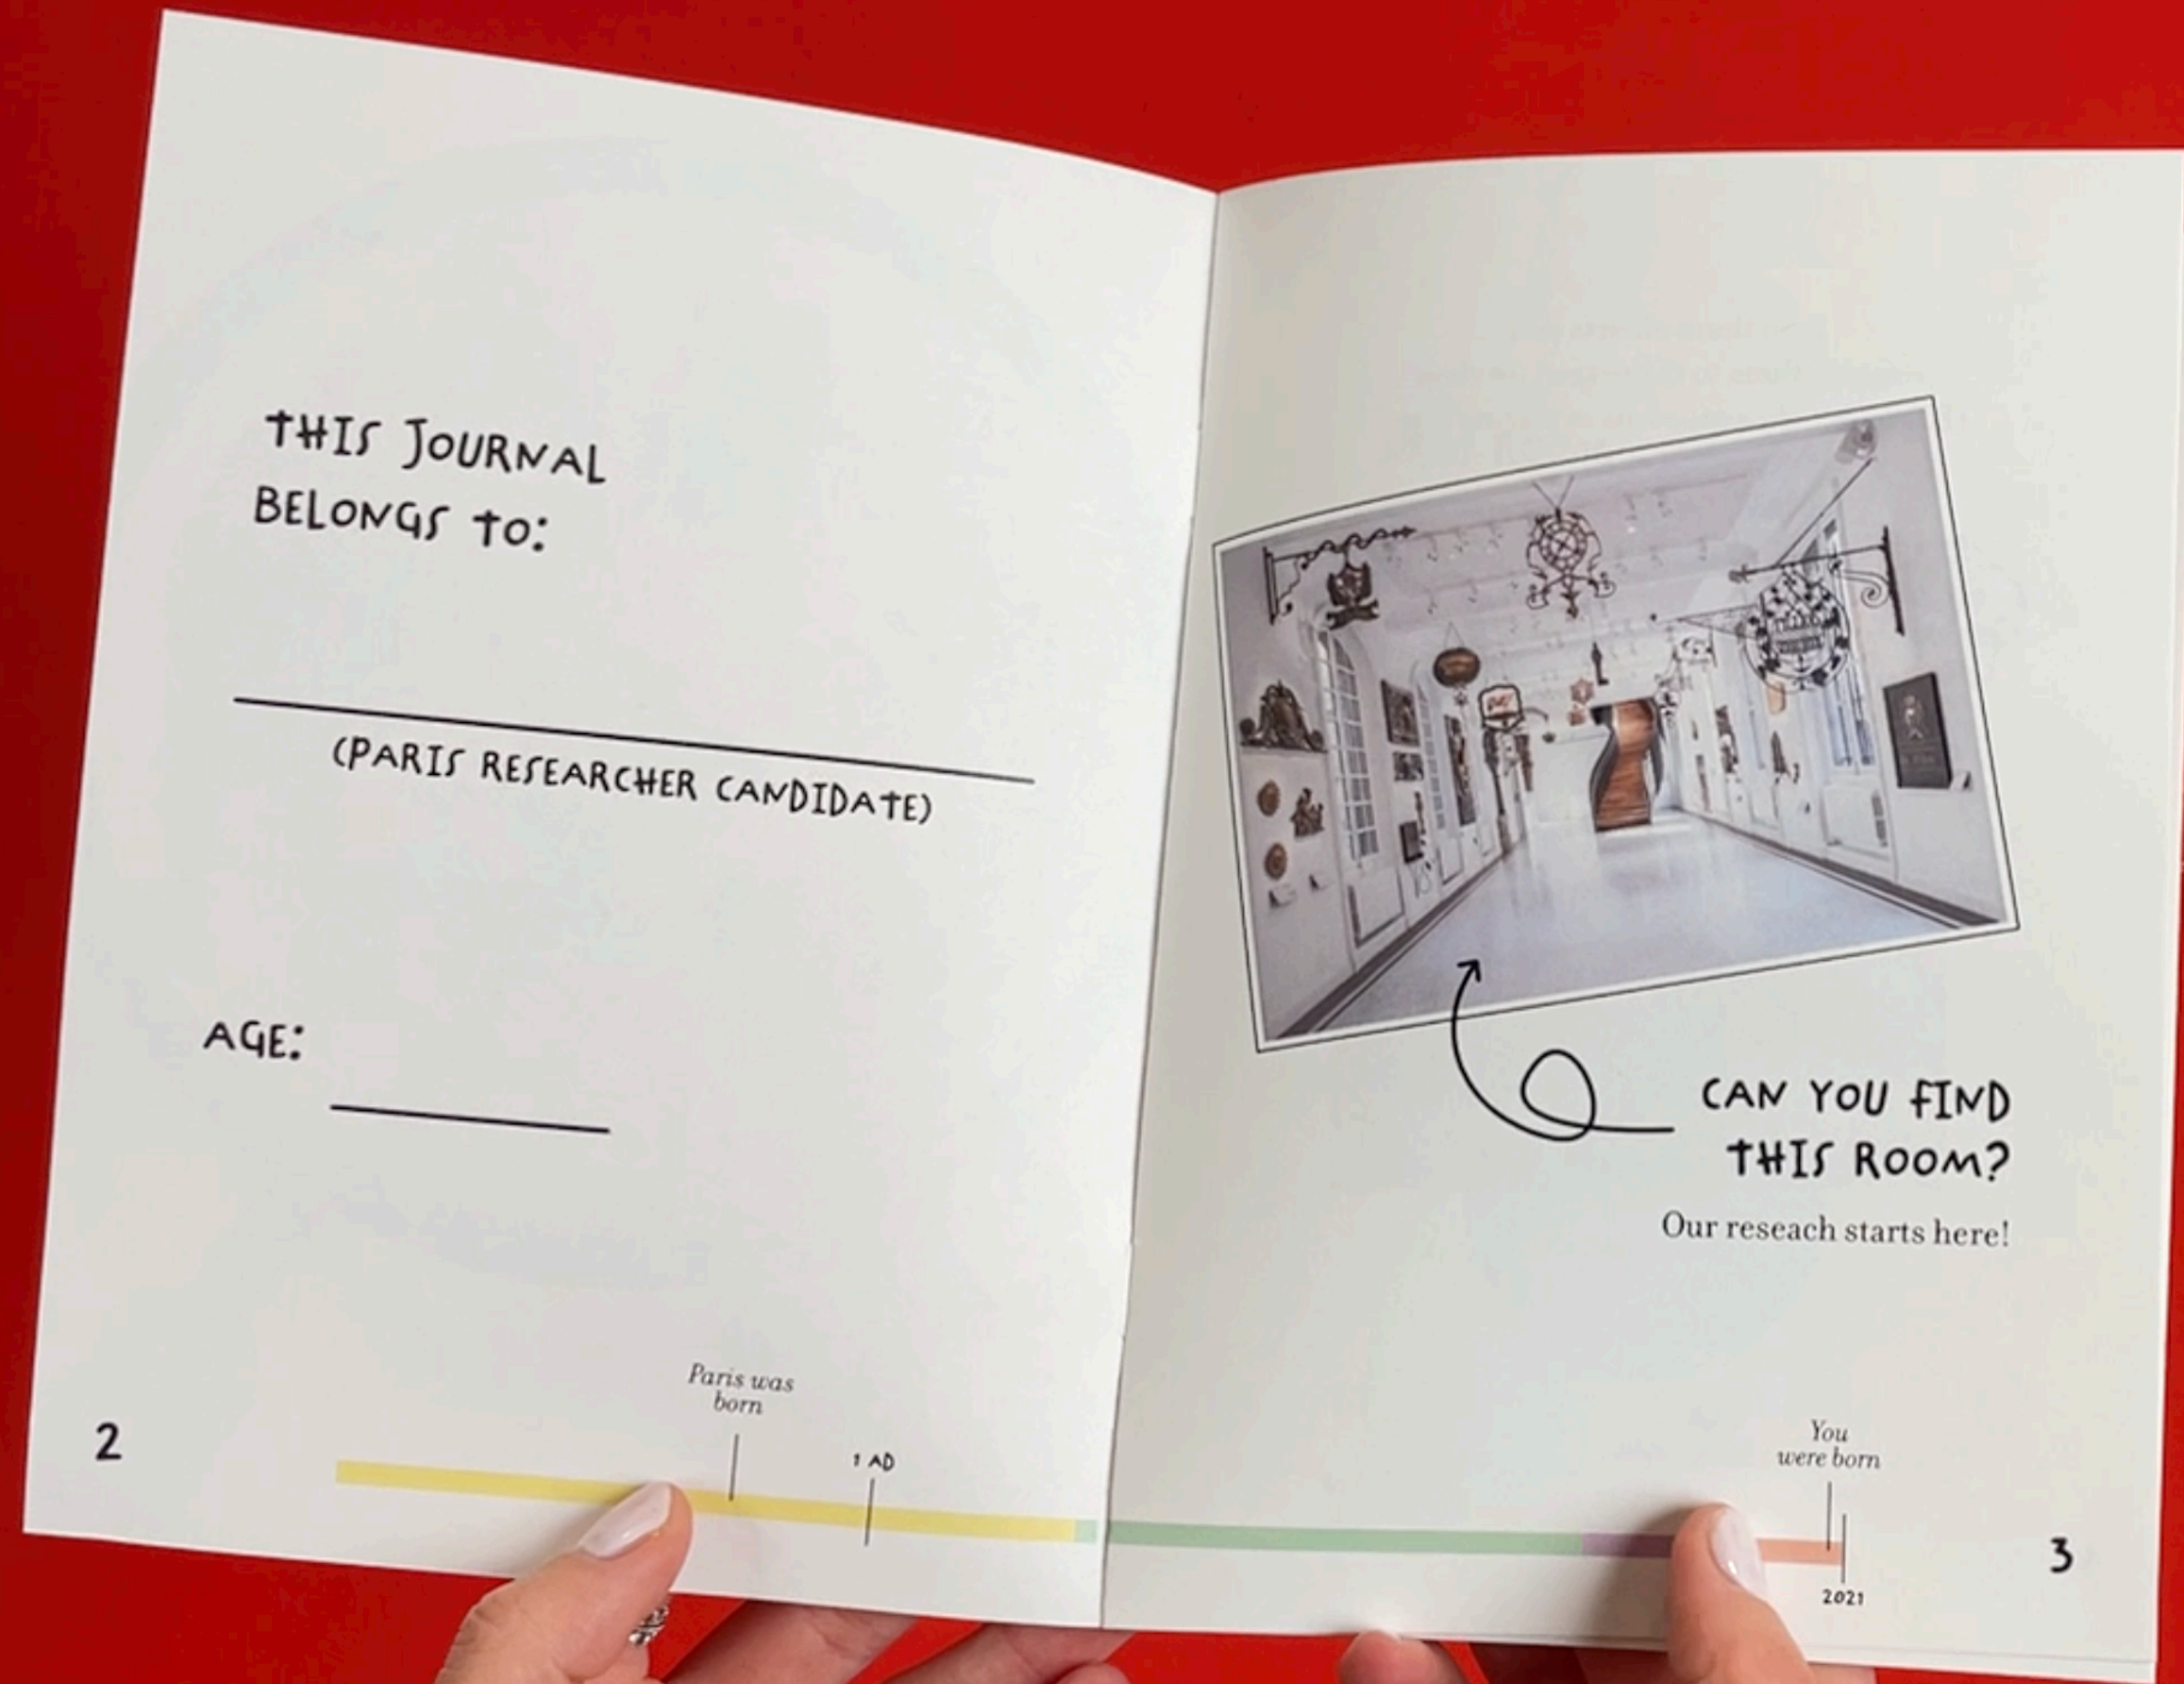 THIS JOURNAL
BELONGS TO:
(PARIS RESEARCHER CANDIDATE)
AGE:
Paris was
born
1 AD
2
CAN YOU FIND
THIS ROOM?
Our reseach starts here!
You
were born
2021
3